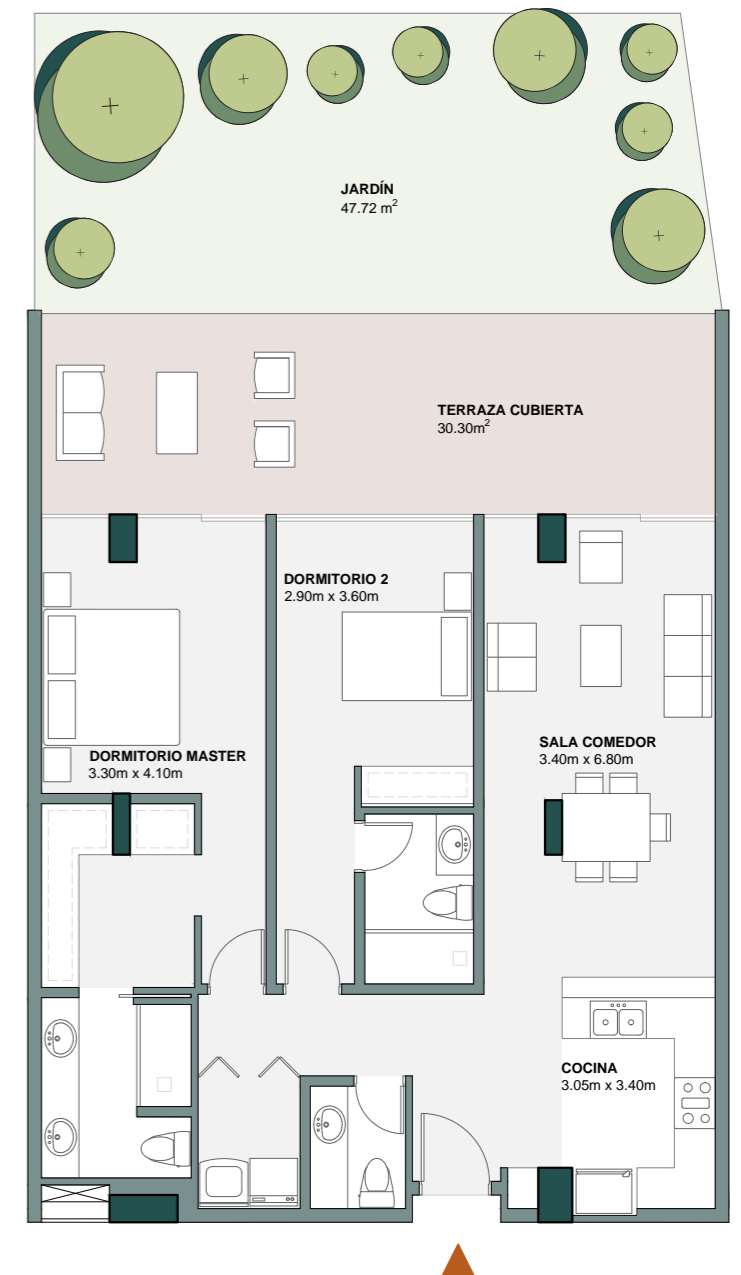 JARDÍN
47.72 m²
TERRAZA CUBIERTA
30.30m²
DORMITORIO 2
2.90m x 3.60m
SALA COMEDOR
3.40m x 6.80m
DORMITORIO MASTER
3.30m x 4.10m
COCINA
3.05m x 3.40m